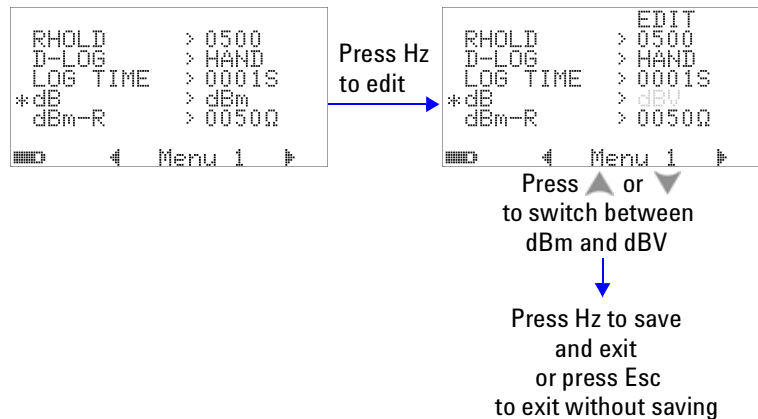 RHOLD > 0500
D-LOG > HAND
LOG TIME > 0001S
*dB > dBm
dBm-R > 0050Ω
Menu 1
Press Hz
to edit
EDIT
RHOLD > 0500
D-LOG > HAND
LOG TIME > 0001S
*dB > dBV
dBm-R > 0050Ω
Menu 1
Press or
to switch between
dBm and dBV
Press Hz to save
and exit
or press Esc
to exit without saving